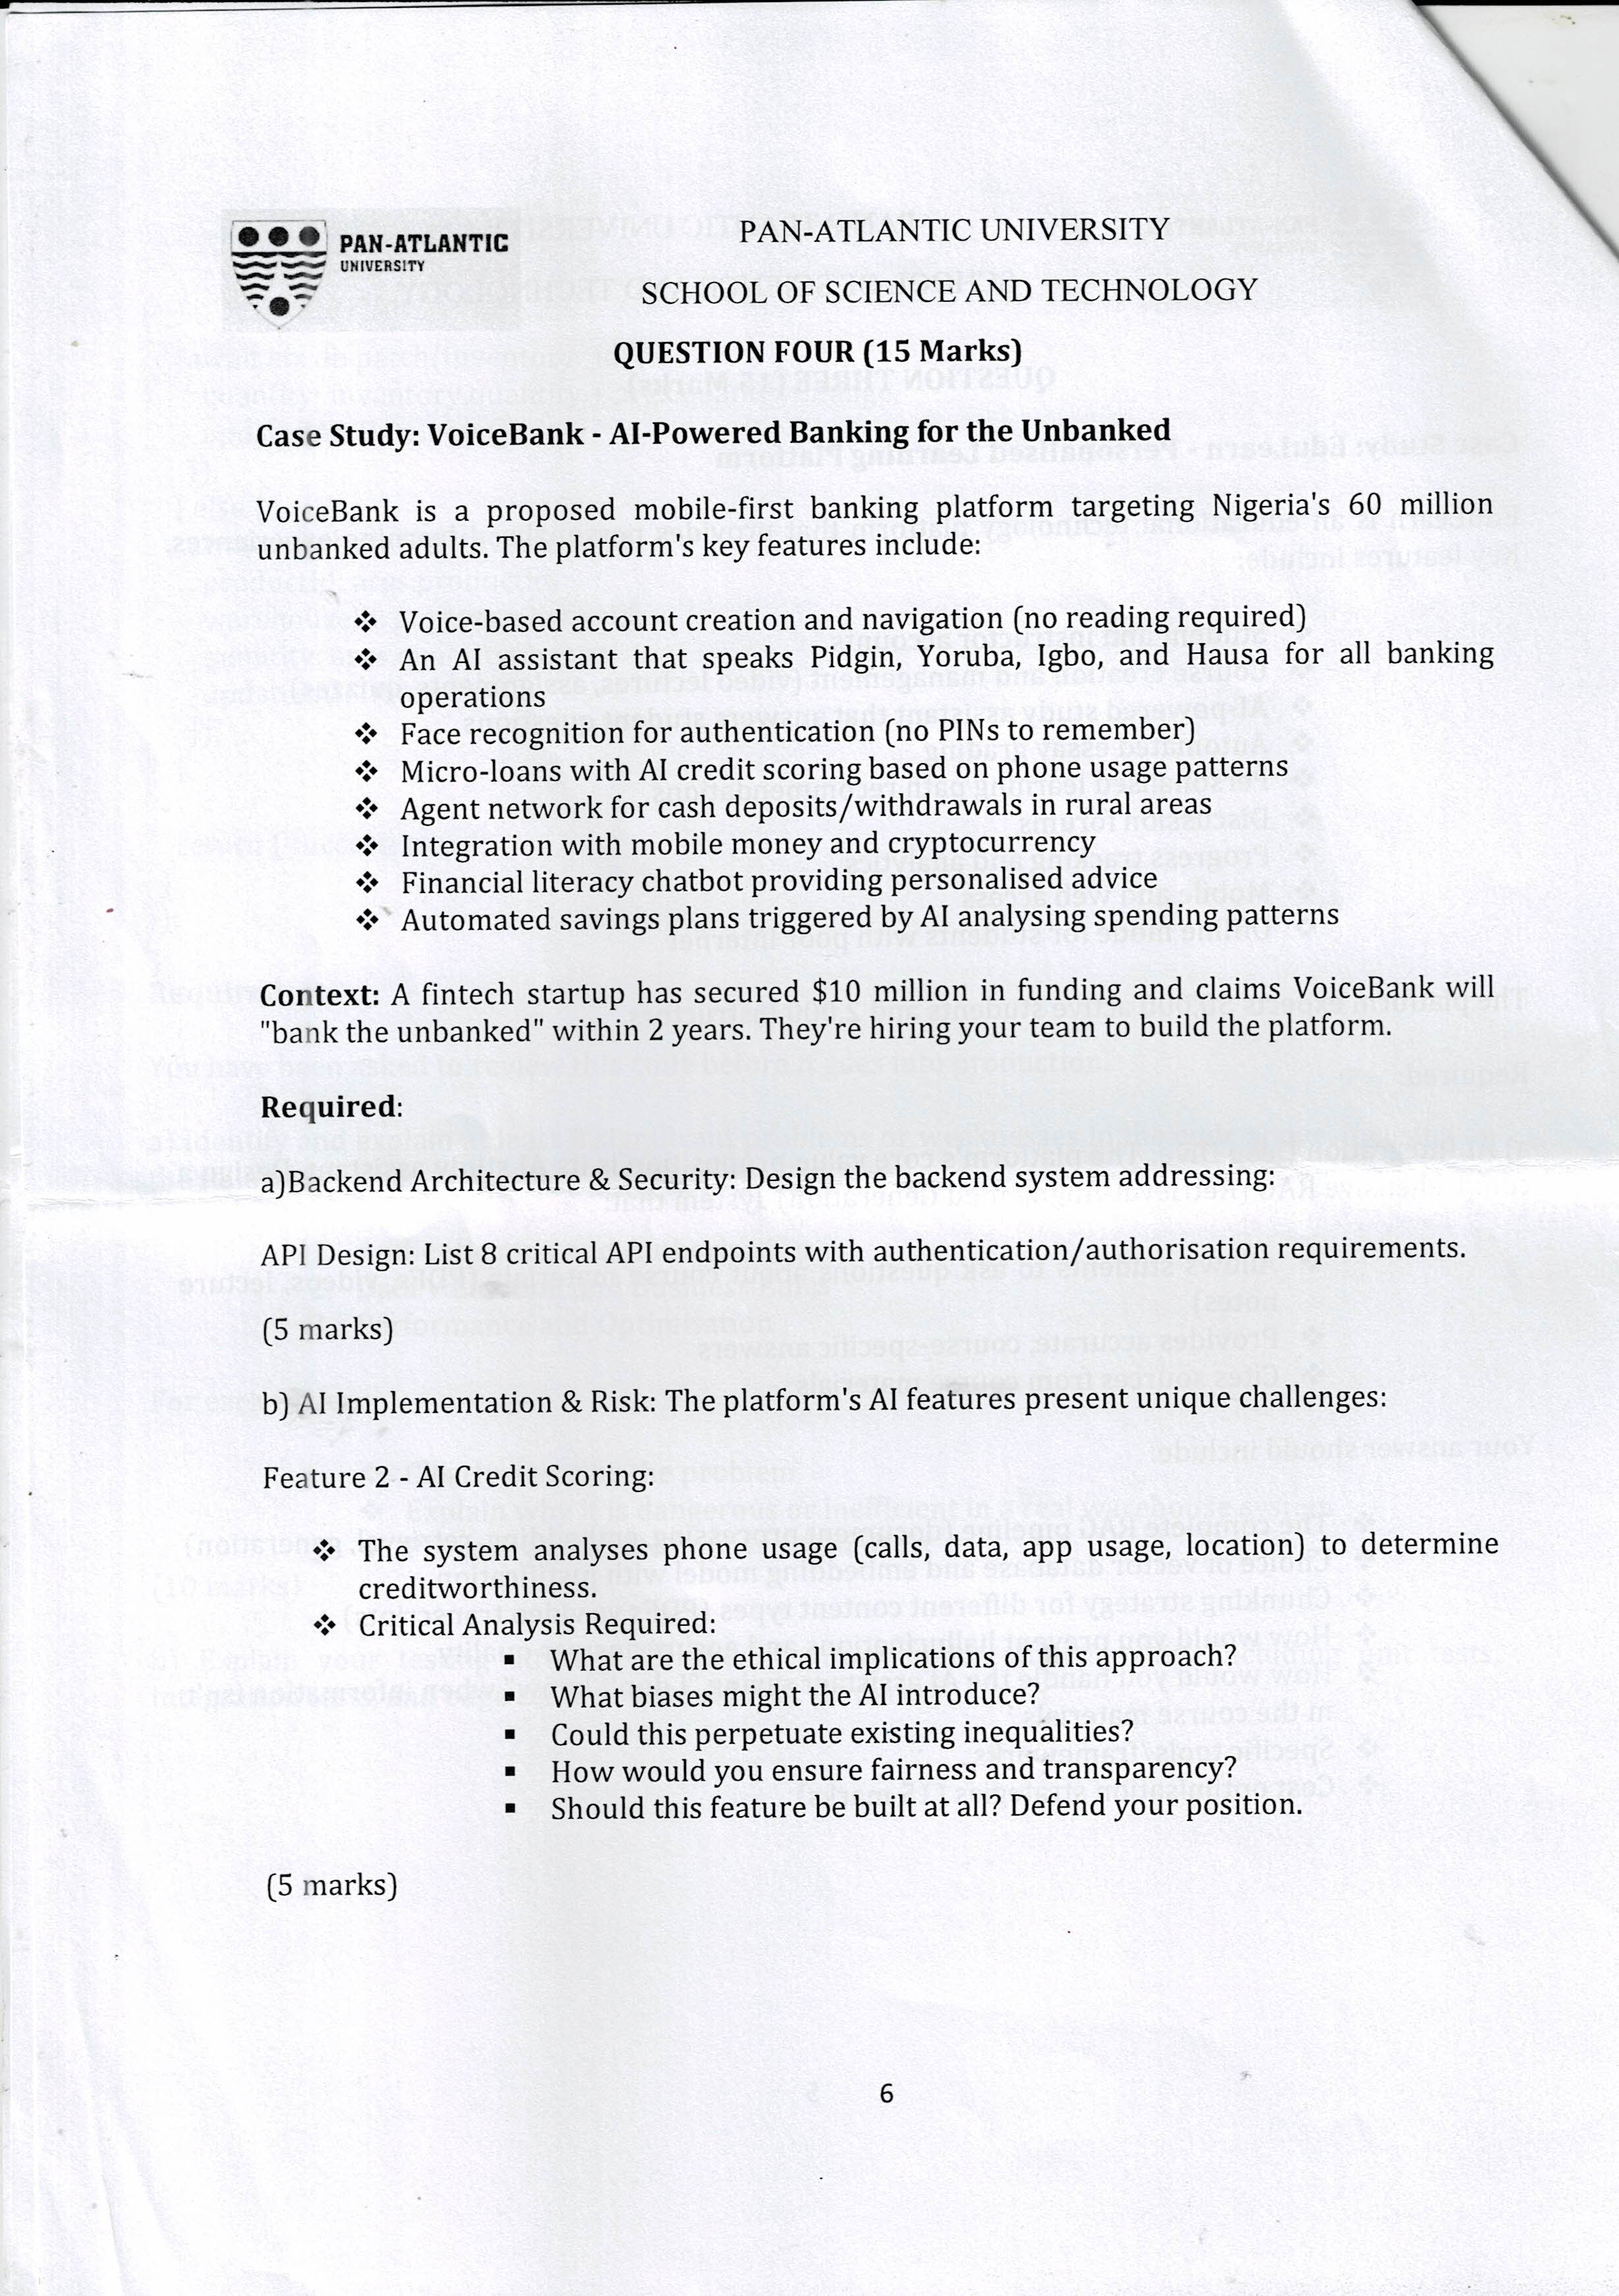 PAN-ATLANTIC
UNIVERSITY
PAN-ATLANTIC UNIVERSITY
SCHOOL OF SCIENCE AND TECHNOLOGY
QUESTION FOUR (15 Marks)
Case Study: VoiceBank - AI-Powered Banking for the Unbanked
VoiceBank is a proposed mobile-first banking platform targeting Nigeria's 60 million
unbanked adults. The platform's key features include:
❖ Voice-based account creation and navigation (no reading required)
❖ An AI assistant that speaks Pidgin, Yoruba, Igbo, and Hausa for all banking
operations
❖ Face recognition for authentication (no PINs to remember)
❖ Micro-loans with AI credit scoring based on phone usage patterns
❖ Agent network for cash deposits/withdrawals in rural areas
❖ Integration with mobile money and cryptocurrency
❖ Financial literacy chatbot providing personalised advice
❖ Automated savings plans triggered by AI analysing spending patterns
Context: A fintech startup has secured $10 million in funding and claims VoiceBank will
"bank the unbanked" within 2 years. They're hiring your team to build the platform.
Required:
a)Backend Architecture & Security: Design the backend system addressing:
API Design: List 8 critical API endpoints with authentication/authorisation requirements.
(5 marks)
b) AI Implementation & Risk: The platform's AI features present unique challenges:
Feature 2 - AI Credit Scoring:
❖ The system analyses phone usage (calls, data, app usage, location) to determine
creditworthiness.
❖ Critical Analysis Required:
▪ What are the ethical implications of this approach?
▪ What biases might the AI introduce?
▪ Could this perpetuate existing inequalities?
▪ How would you ensure fairness and transparency?
▪ Should this feature be built at all? Defend your position.
(5 marks)
6